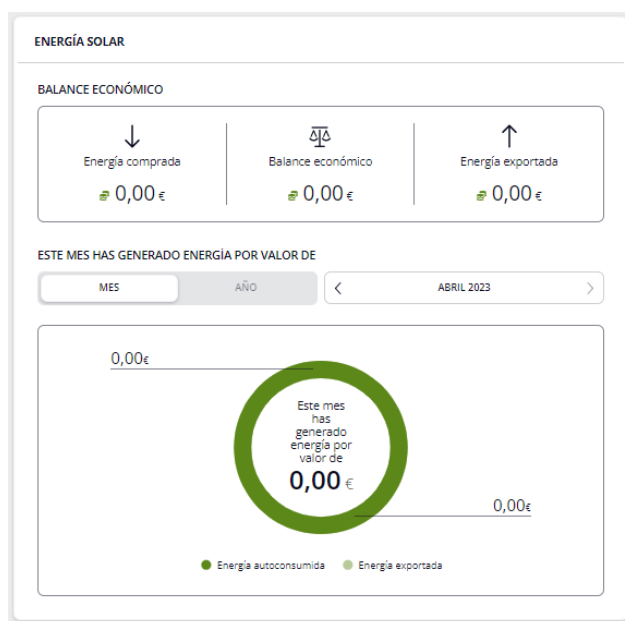 ENERGÍA SOLAR
BALANCE ECONÓMICO
Energía comprada
0,00 €
Balance económico
0,00 €
Energía exportada
0,00 €
ESTE MES HAS GENERADO ENERGÍA POR VALOR DE
MES
AÑO
ABRIL 2023
0,00€
Este mes
has
generado
energía por
valor de
0,00 €
0,00€
Energía autoconsumida
Energía exportada